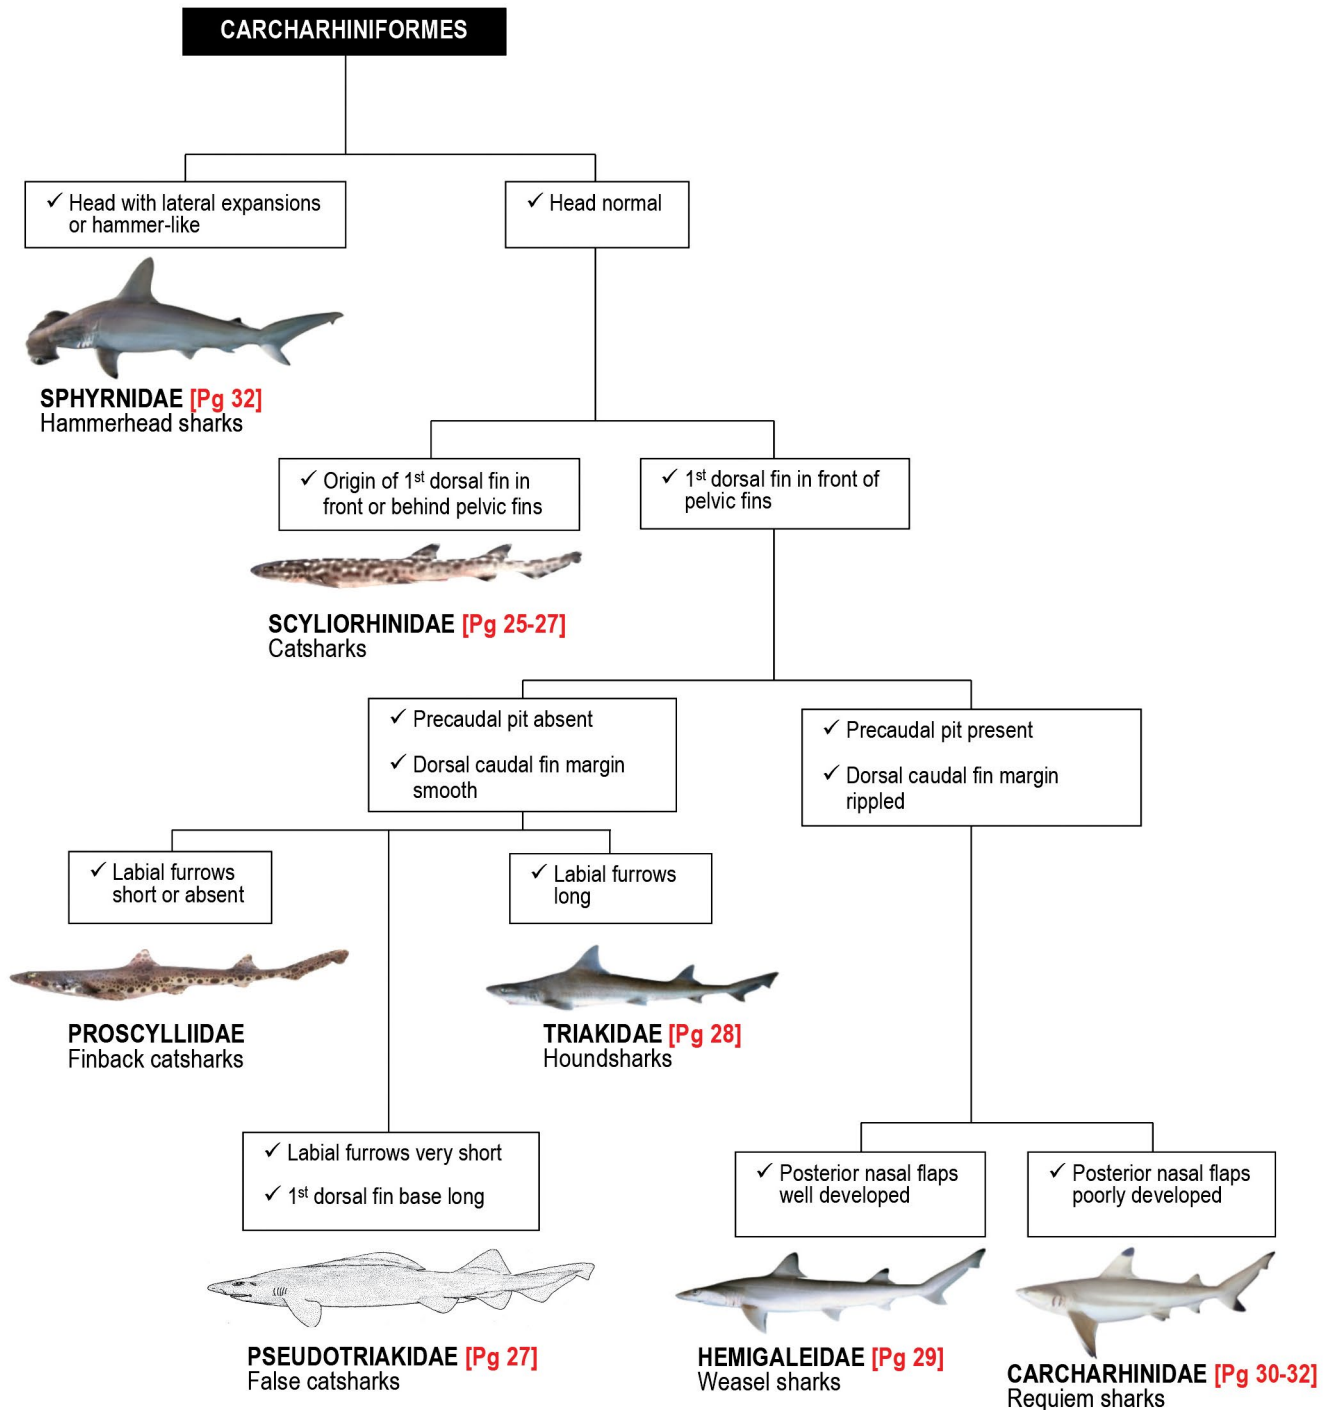 CARCHARHINIFORMES
✓ Head with lateral expansions
or hammer-like
✓ Head normal
SPHYRNIDAE [Pg 32]
Hammerhead sharks
✓ Origin of 1st dorsal fin in
front or behind pelvic fins
✓ 1st dorsal fin in front of
pelvic fins
SCYLIORHINIDAE [Pg 25-27]
Catsharks
✓ Precaudal pit absent
✓ Dorsal caudal fin margin
smooth
✓ Precaudal pit present
✓ Dorsal caudal fin margin
rippled
✓ Labial furrows
short or absent
✓ Labial furrows
long
PROSCYLLIIDAE
Finback catsharks
TRIAKIDAE [Pg 28]
Houndsharks
✓ Labial furrows very short
✓ 1st dorsal fin base long
✓ Posterior nasal flaps
well developed
✓ Posterior nasal flaps
poorly developed
PSEUDOTRIAKIDAE [Pg 27]
False catsharks
HEMIGALEIDAE [Pg 29]
Weasel sharks
CARCHARHINIDAE [Pg 30-32]
Requiem sharks